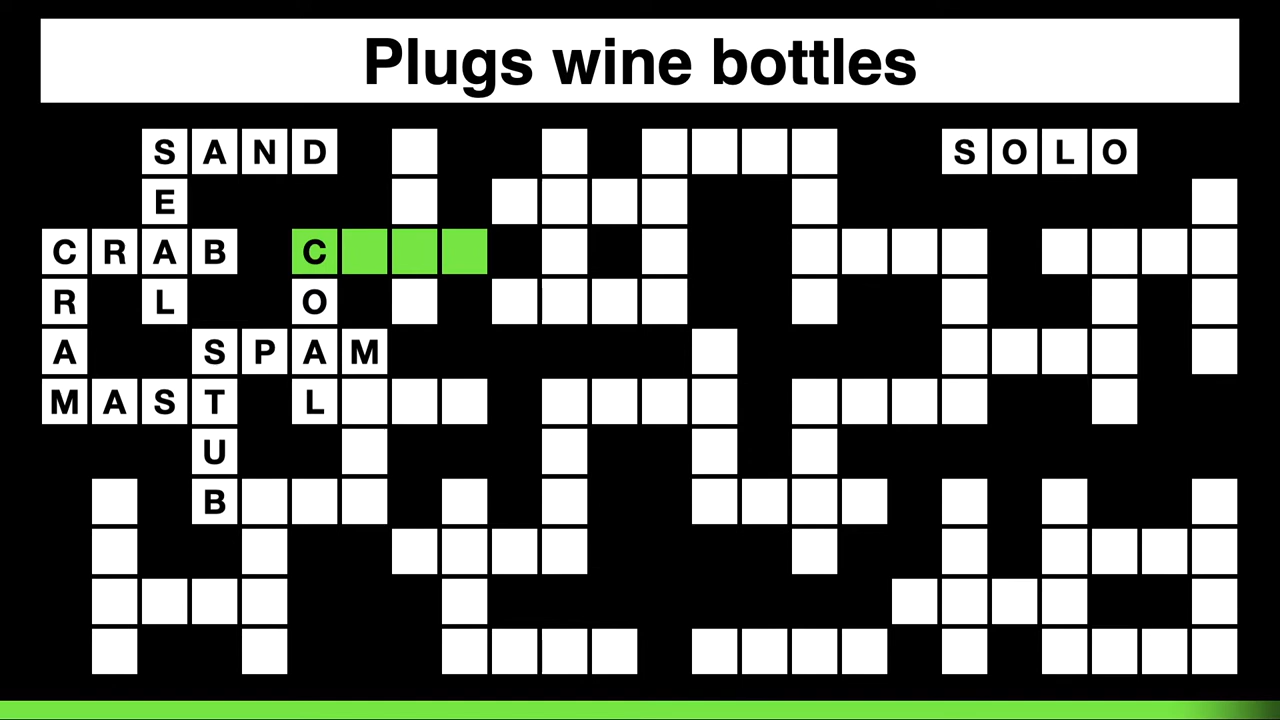 Plugs wine bottles
SAND SOLO
E
CRAB C
R L O
A SPAM
MAST L
U
B